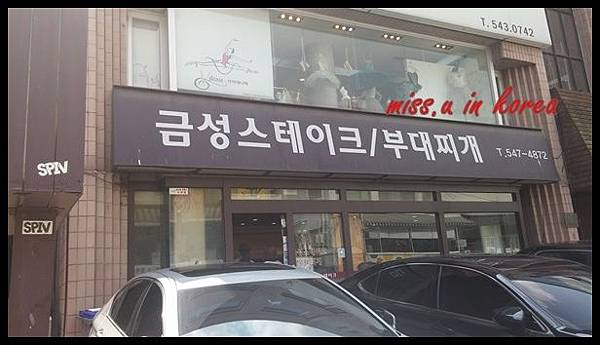 T. 543.0742
miss.u in korea
금성스테이크/부대찌개
T. 547-4872
SPIV
SPIV